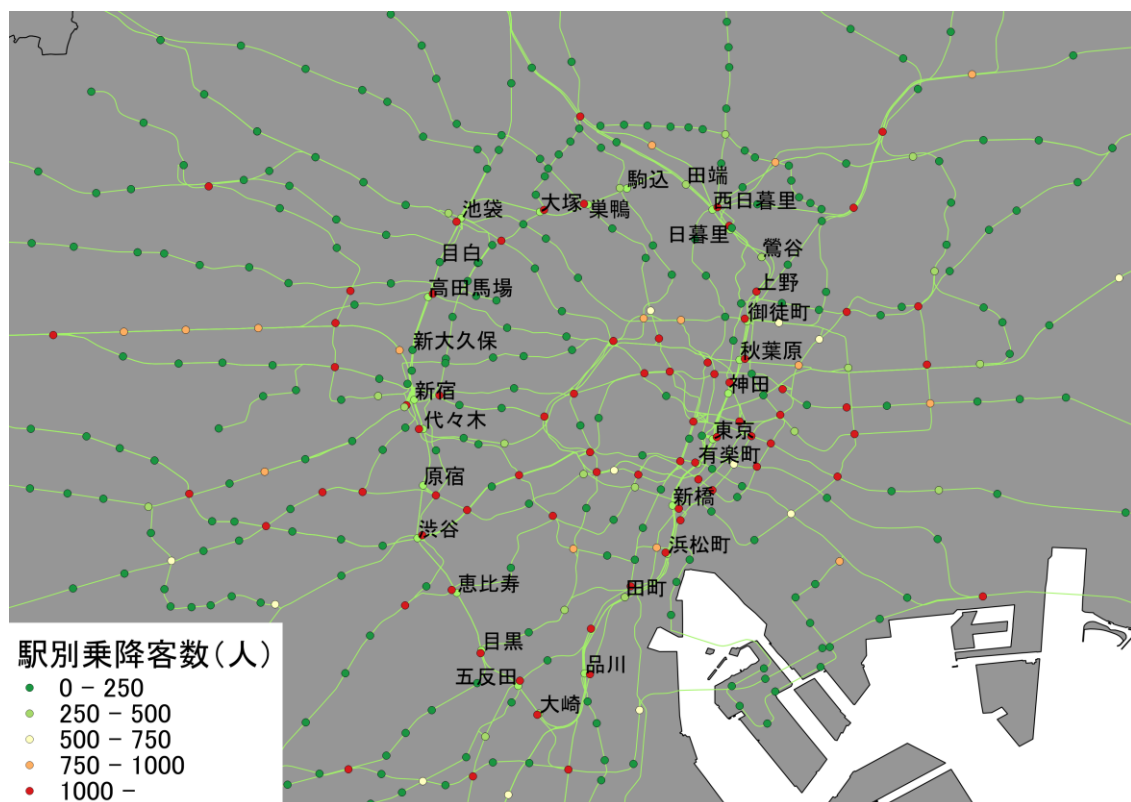 駒込
田端
大塚
巣鴨
西日暮里
池袋
日暮里
目白
鶯谷
高田馬場
上野
御徒町
新大久保
秋葉原
新宿
神田
代々木
東京
有楽町
原宿
新橋
渋谷
浜松町
恵比寿
田町
目黒
品川
五反田
大崎
駅別乗降客数(人)
0 - 250
250 - 500
500 - 750
750 - 1000
1000 -